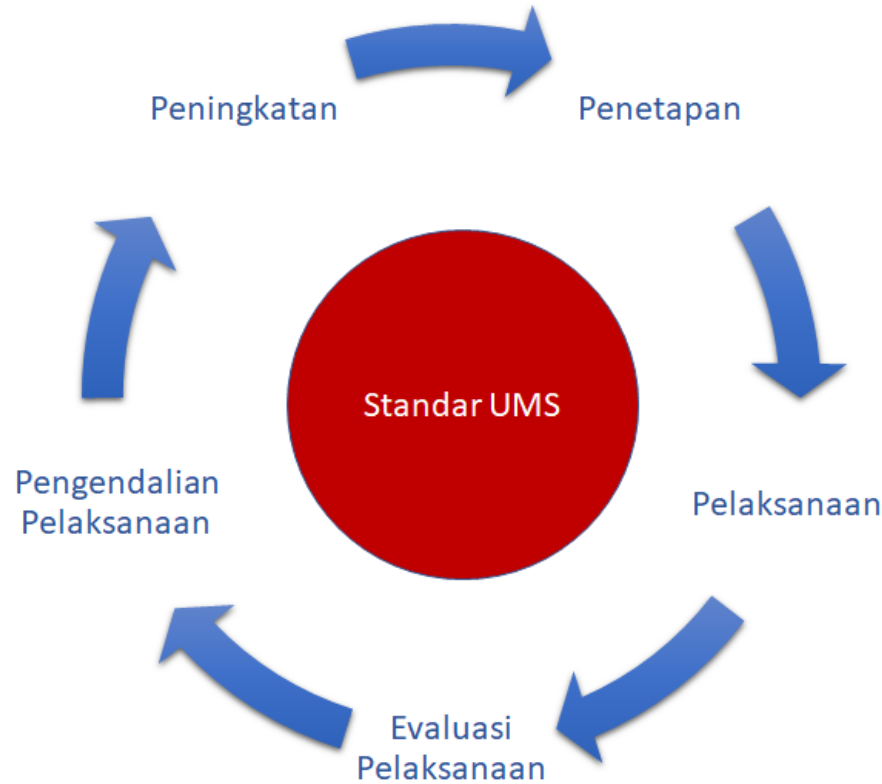 Peningkatan
Penetapan
Standar UMS
Pengendalian
Pelaksanaan
Pelaksanaan
Evaluasi
Pelaksanaan